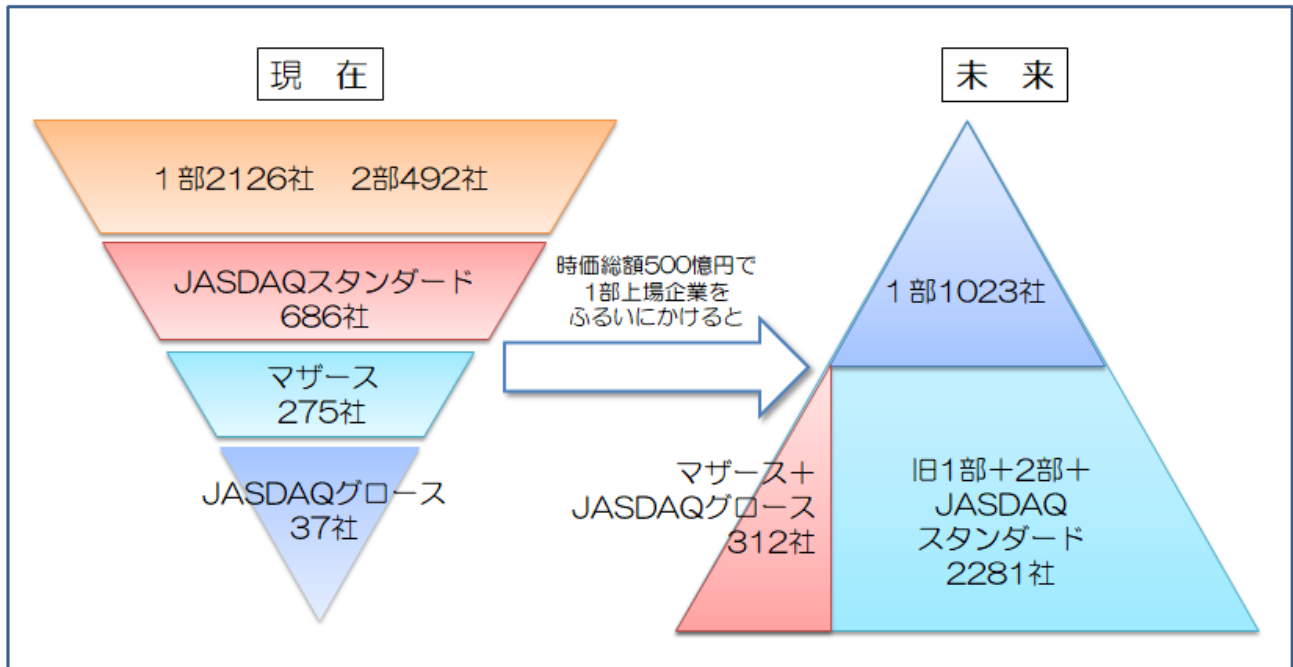 現 在
1部2126社 2部492社
JASDAQスタンダード
686社
マザース
275社
JASDAQグロース
37社
時価総額500億円で
1部上場企業を
ふるいにかけると
未 来
1部1023社
マザース+
JASDAQグロース
312社
旧1部+2部+
JASDAQ
スタンダード
2281社